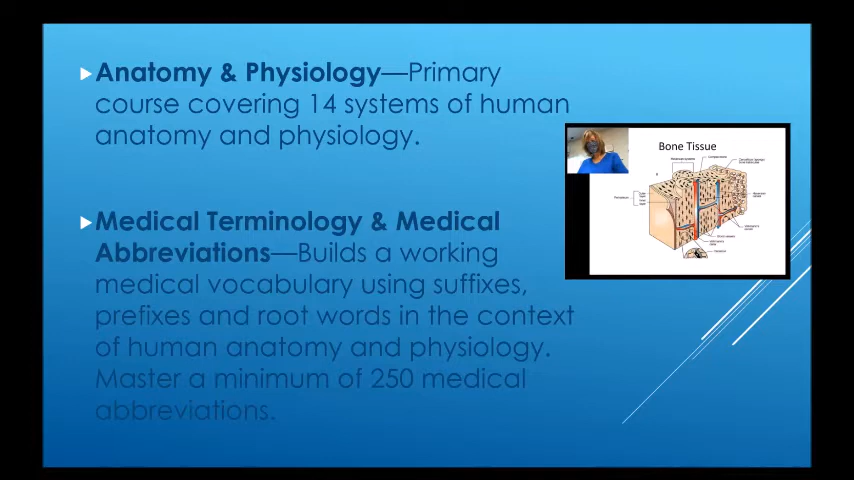 Anatomy & Physiology—Primary
course covering 14 systems of human
anatomy and physiology.
Medical Terminology & Medical
Abbreviations—Builds a working
medical vocabulary using suffixes,
prefixes and root words in the context
of human anatomy and physiology.
Master a minimum of 250 medical
abbreviations.
Bone Tissue